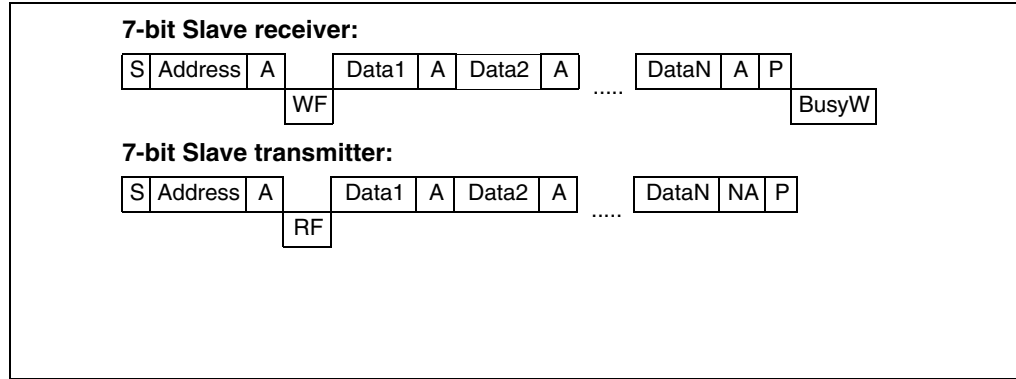 7-bit Slave receiver:
S Address A Data1 A Data2 A ..... DataN A P
WF BusyW
7-bit Slave transmitter:
S Address A Data1 A Data2 A ..... DataN NA P
RF